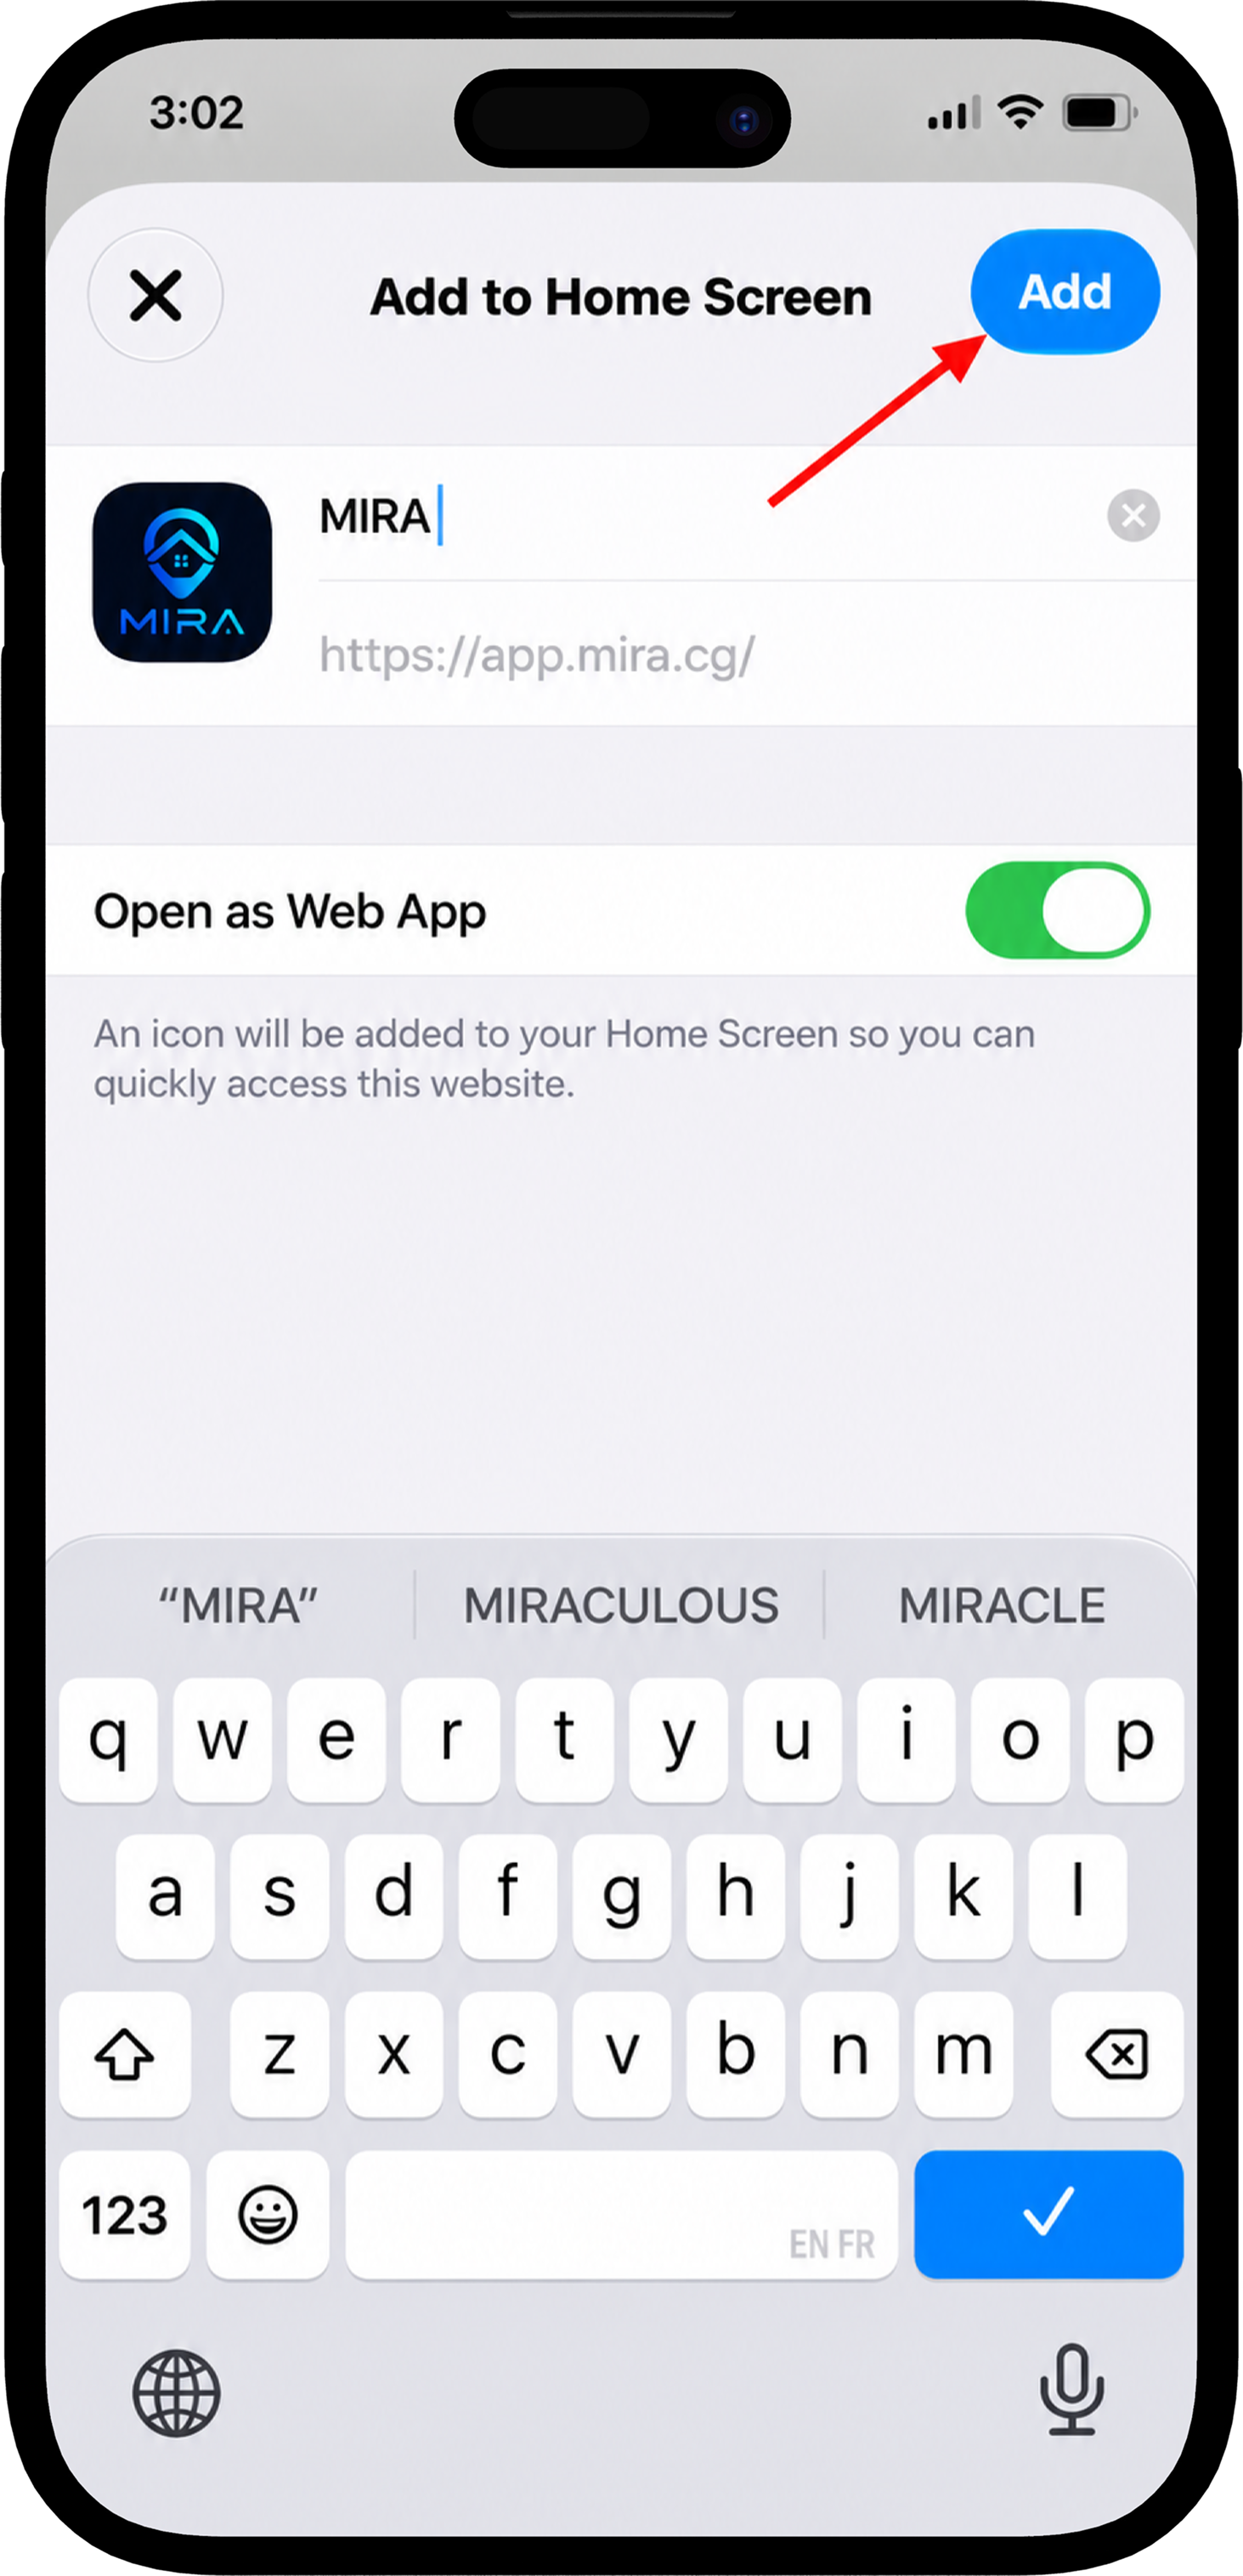 3:02
Add to Home Screen
Add
MIRA
MIRA
https://app.mira.cg/
Open as Web App
An icon will be added to your Home Screen so you can
quickly access this website.
“MIRA” MIRACULOUS MIRACLE
q w e r t y u i o p
a s d f g h j k l
z x c v b n m
123 EN FR